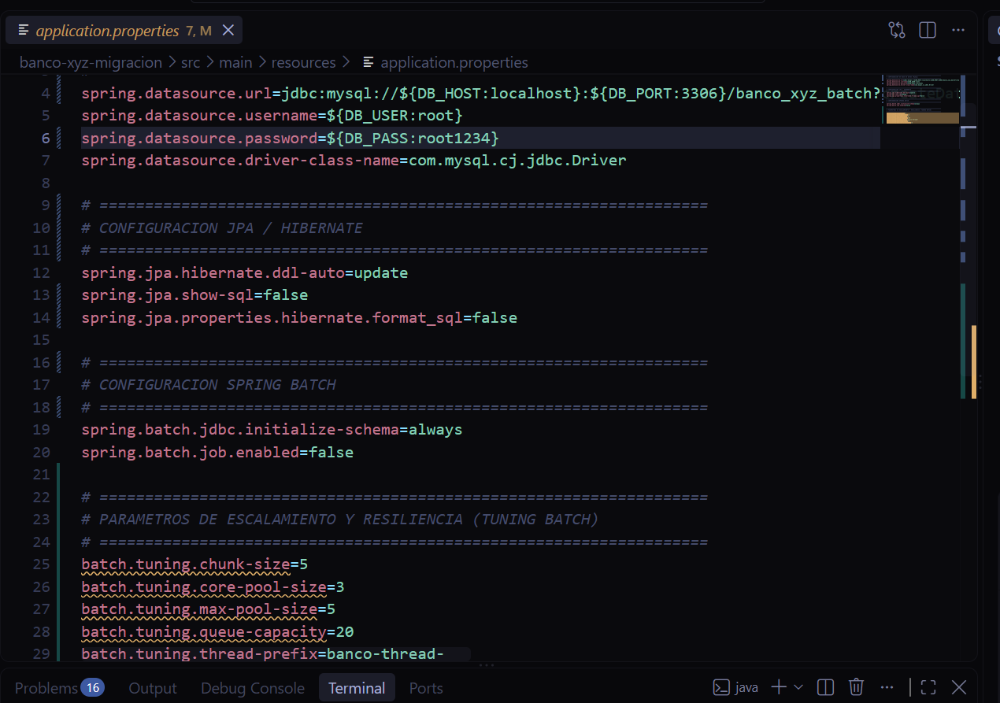 application.properties 7, M
banco-xyz-migracion > src > main > resources > application.properties
4 spring.datasource.url=jdbc:mysql://${DB_HOST:localhost}:${DB_PORT:3306}/banco_xyz_batch?
5 spring.datasource.username=${DB_USER:root}
6 spring.datasource.password=${DB_PASS:root1234}
7 spring.datasource.driver-class-name=com.mysql.cj.jdbc.Driver
8
9 # ===================================================================
10 # CONFIGURACION JPA / HIBERNATE
11 # ===================================================================
12 spring.jpa.hibernate.ddl-auto=update
13 spring.jpa.show-sql=false
14 spring.jpa.properties.hibernate.format_sql=false
15
16 # ===================================================================
17 # CONFIGURACION SPRING BATCH
18 # ===================================================================
19 spring.batch.jdbc.initialize-schema=always
20 spring.batch.job.enabled=false
21
22 # ===================================================================
23 # PARAMETROS DE ESCALAMIENTO Y RESILIENCIA (TUNING BATCH)
24 # ===================================================================
25 batch.tuning.chunk-size=5
26 batch.tuning.core-pool-size=3
27 batch.tuning.max-pool-size=5
28 batch.tuning.queue-capacity=20
29 batch.tuning.thread-prefix=banco-thread-
Problems 16 Output Debug Console Terminal Ports java